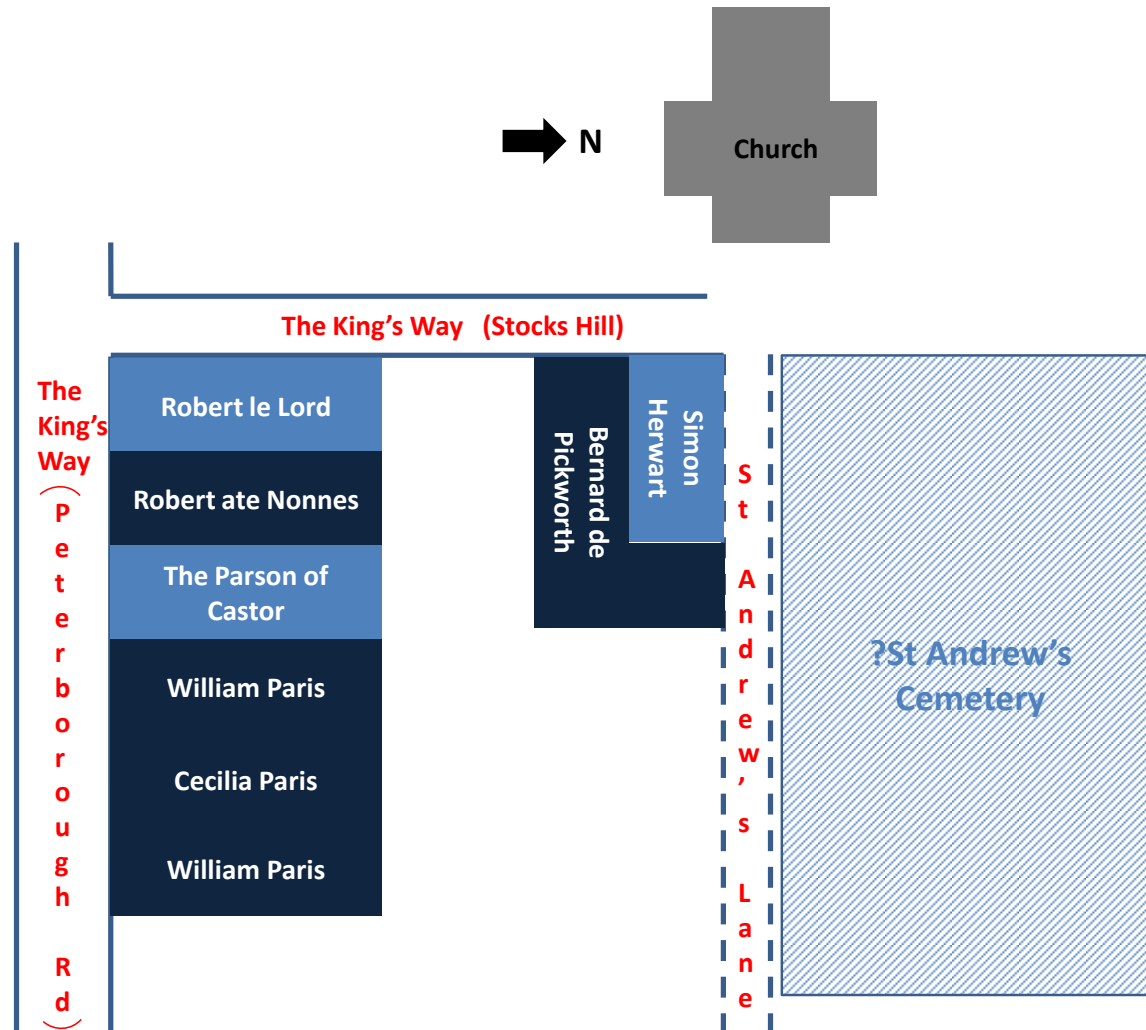 N
Church
The King's Way (Stocks Hill)
The
King's
Way
(Peterborough Rd)
Robert le Lord
Robert ate Nonnes
The Parson of
Castor
William Paris
Cecilia Paris
William Paris
Bernard de
Pickworth
Simon
Herwart
St Andrew's Lane
?St Andrew's
Cemetery